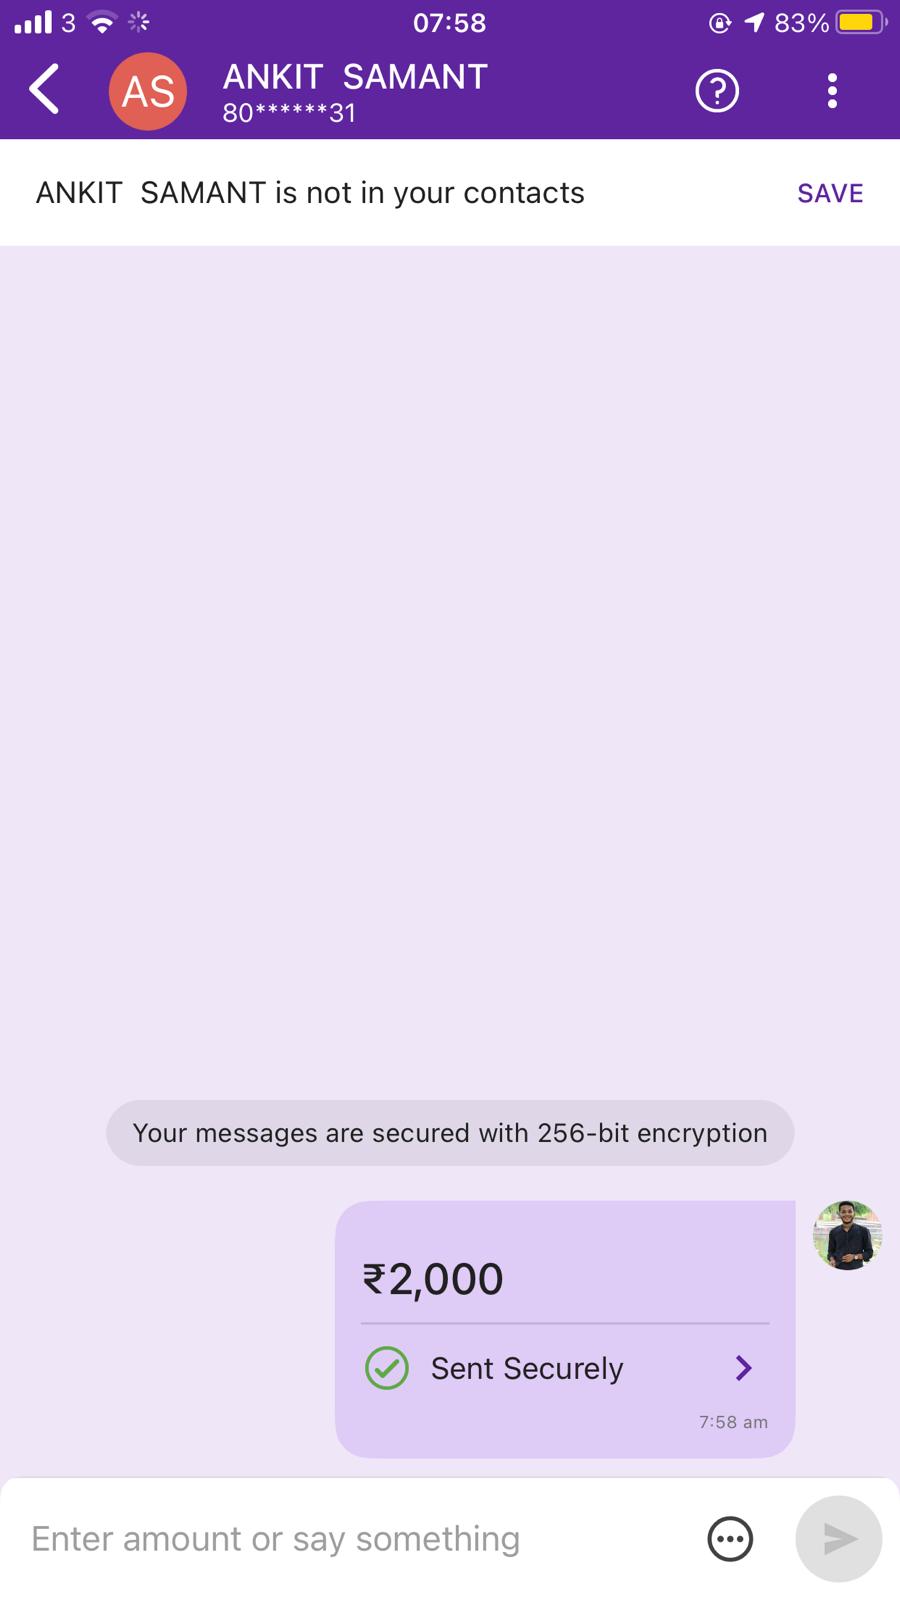 3 07:58 83%
AS ANKIT  SAMANT
80******31
ANKIT  SAMANT is not in your contacts SAVE
Your messages are secured with 256-bit encryption
₹2,000
Sent Securely
7:58 am
Enter amount or say something